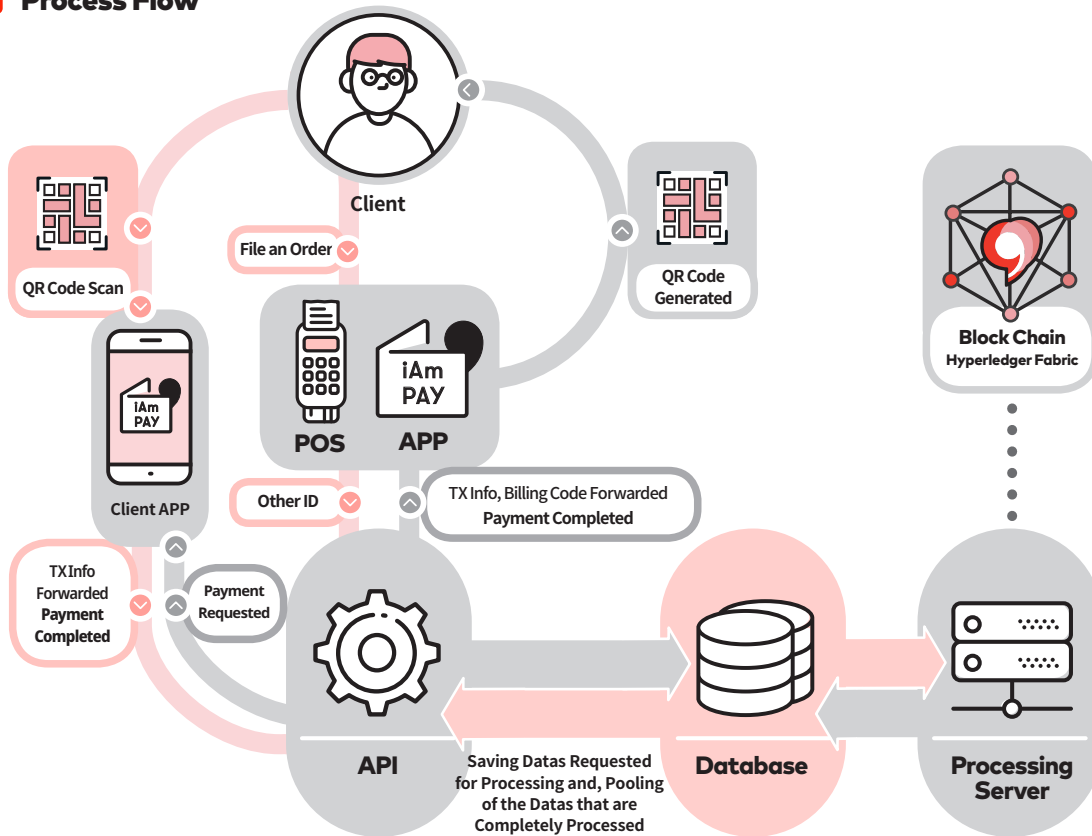 Process Flow
Client
QR Code Scan
File an Order
QR Code
Generated
Block Chain
Hyperledger Fabric
iAm
PAY
POS
APP
iAm
PAY
Client APP
Other ID
TX Info, Billing Code Forwarded
Payment Completed
TX Info
Forwarded
Payment
Completed
Payment
Requested
API
Saving Datas Requested
for Processing and, Pooling
of the Datas that are
Completely Processed
Database
Processing
Server